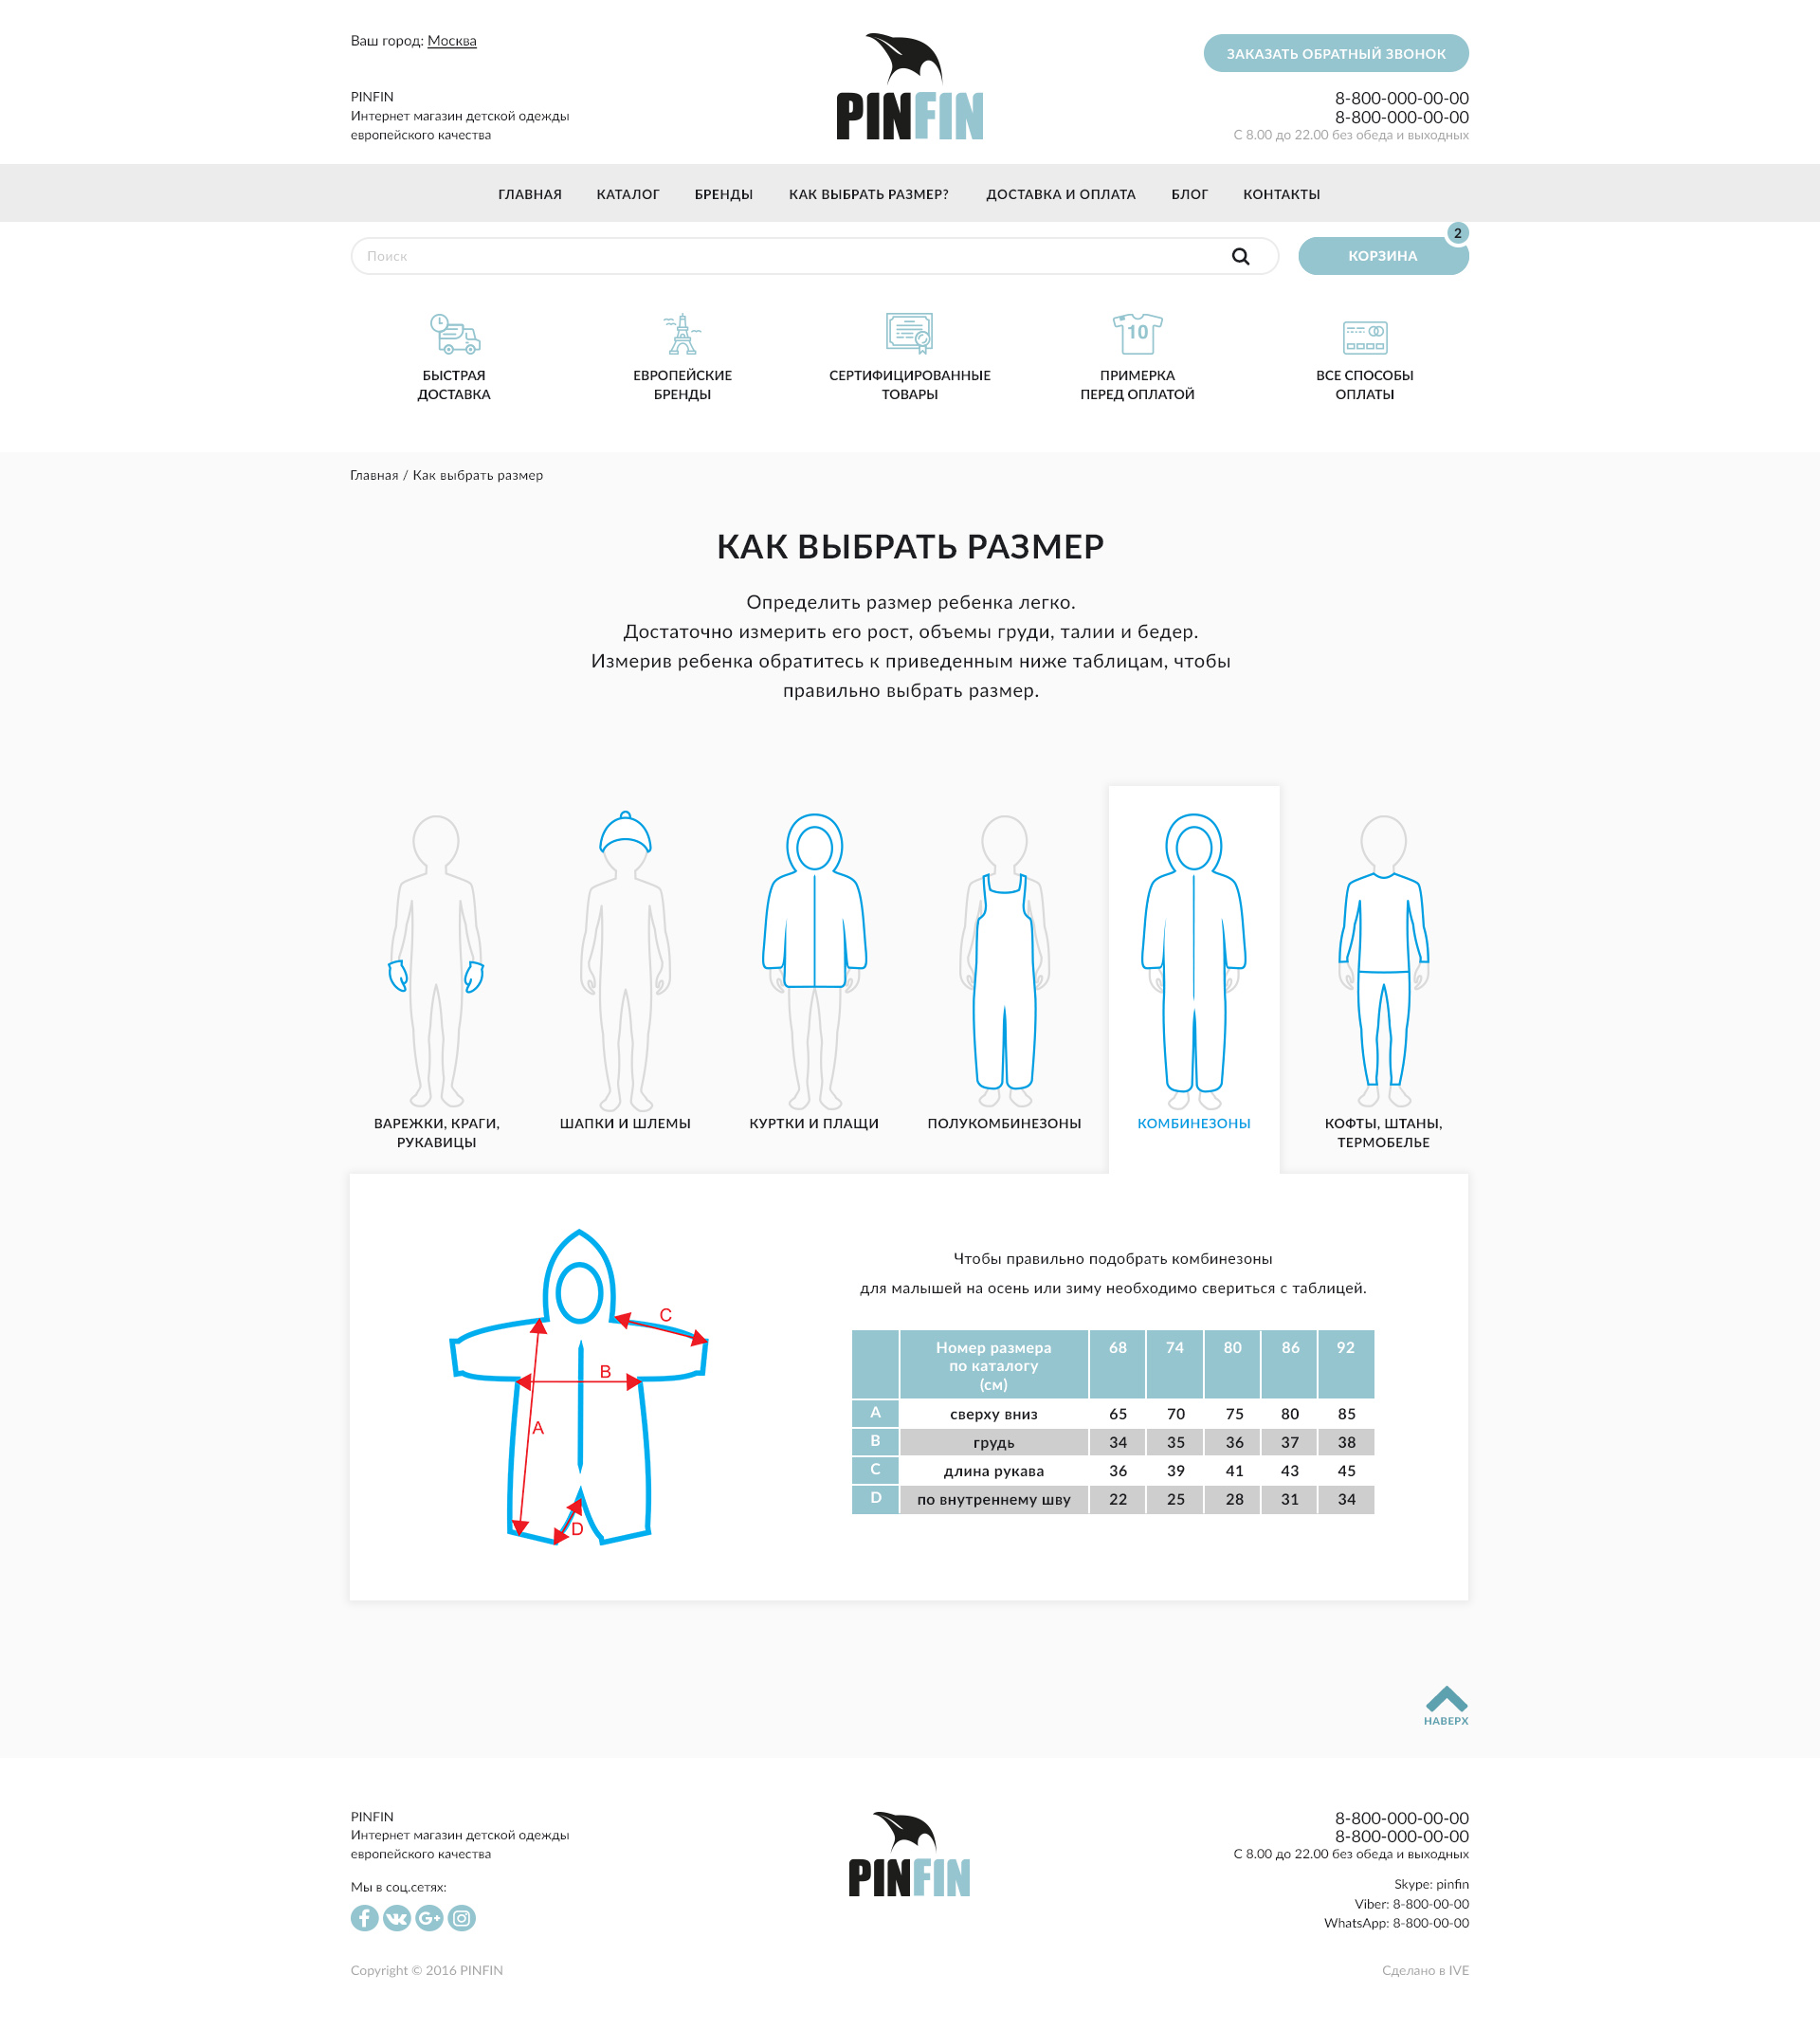 Ваш город: Москва
PINFIN
Интернет магазин детской одежды
европейского качества
PINFIN
ЗАКАЗАТЬ ОБРАТНЫЙ ЗВОНОК
8-800-000-00-00
8-800-000-00-00
С 8.00 до 22.00 без обеда и выходных
ГЛАВНАЯ КАТАЛОГ БРЕНДЫ КАК ВЫБРАТЬ РАЗМЕР? ДОСТАВКА И ОПЛАТА БЛОГ КОНТАКТЫ
Поиск
КОРЗИНА
2
10
БЫСТРАЯ
ДОСТАВКА
ЕВРОПЕЙСКИЕ
БРЕНДЫ
СЕРТИФИЦИРОВАННЫЕ
ТОВАРЫ
ПРИМЕРКА
ПЕРЕД ОПЛАТОЙ
ВСЕ СПОСОБЫ
ОПЛАТЫ
Главная / Как выбрать размер
КАК ВЫБРАТЬ РАЗМЕР
Определить размер ребенка легко.
Достаточно измерить его рост, объемы груди, талии и бедер.
Измерив ребенка обратитесь к приведенным ниже таблицам, чтобы
правильно выбрать размер.
ВАРЕЖКИ, КРАГИ,
РУКАВИЦЫ
ШАПКИ И ШЛЕМЫ
КУРТКИ И ПЛАЩИ
ПОЛУКОМБИНЕЗОНЫ
КОМБИНЕЗОНЫ
КОФТЫ, ШТАНЫ,
ТЕРМОБЕЛЬЕ
C
B
A
D
Чтобы правильно подобрать комбинезоны
для малышей на осень или зиму необходимо свериться с таблицей.
Номер размера
по каталогу
(см)
68 74 80 86 92
A сверху вниз 65 70 75 80 85
B грудь 34 35 36 37 38
C длина рукава 36 39 41 43 45
D по внутреннему шву 22 25 28 31 34
НАВЕРХ
PINFIN
Интернет магазин детской одежды
европейского качества
Мы в соц.сетях:
f
G+
Copyright © 2016 PINFIN
PINFIN
8-800-000-00-00
8-800-000-00-00
С 8.00 до 22.00 без обеда и выходных
Skype: pinfin
Viber: 8-800-00-00
WhatsApp: 8-800-00-00
Сделано в IVE